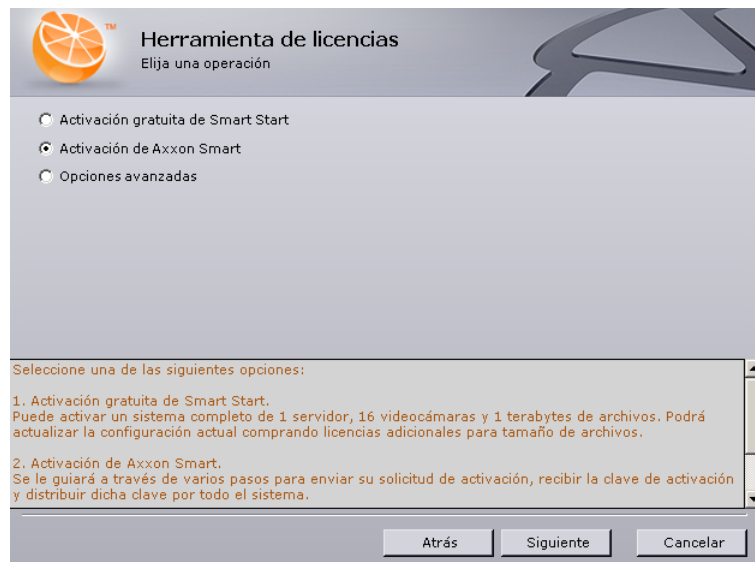 TM
Herramienta de licencias
Elija una operación
Activación gratuita de Smart Start
Activación de Axxon Smart
Opciones avanzadas
Seleccione una de las siguientes opciones:
1. Activación gratuita de Smart Start.
Puede activar un sistema completo de 1 servidor, 16 videocámaras y 1 terabytes de archivos. Podrá
actualizar la configuración actual comprando licencias adicionales para tamaño de archivos.
2. Activación de Axxon Smart.
Se le guiará a través de varios pasos para enviar su solicitud de activación, recibir la clave de activación
y distribuir dicha clave por todo el sistema.
Atrás
Siguiente
Cancelar